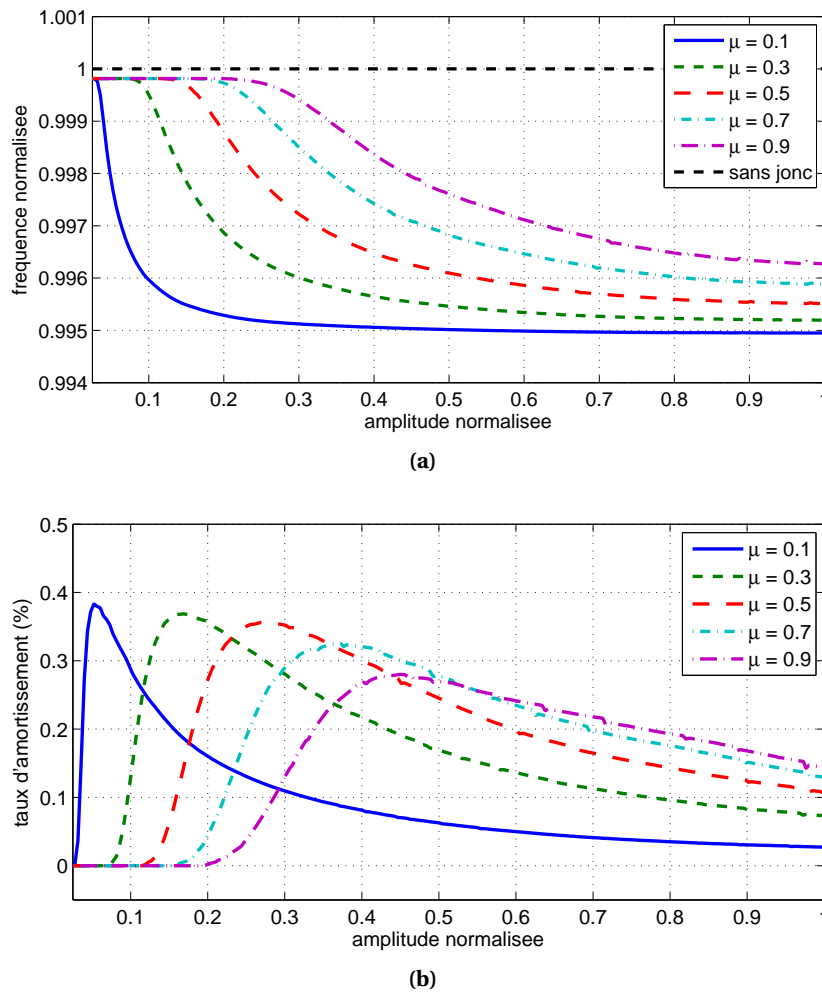 1.001
1
0.999
0.998
0.997
0.996
0.995
0.994
frequence normalisee
0.1 0.2 0.3 0.4 0.5 0.6 0.7 0.8 0.9 1
amplitude normalisee
μ = 0.1
μ = 0.3
μ = 0.5
μ = 0.7
μ = 0.9
sans jonc
(a)
0.5
0.4
0.3
0.2
0.1
0
taux d'amortissement (%)
0.1 0.2 0.3 0.4 0.5 0.6 0.7 0.8 0.9 1
amplitude normalisee
μ = 0.1
μ = 0.3
μ = 0.5
μ = 0.7
μ = 0.9
(b)